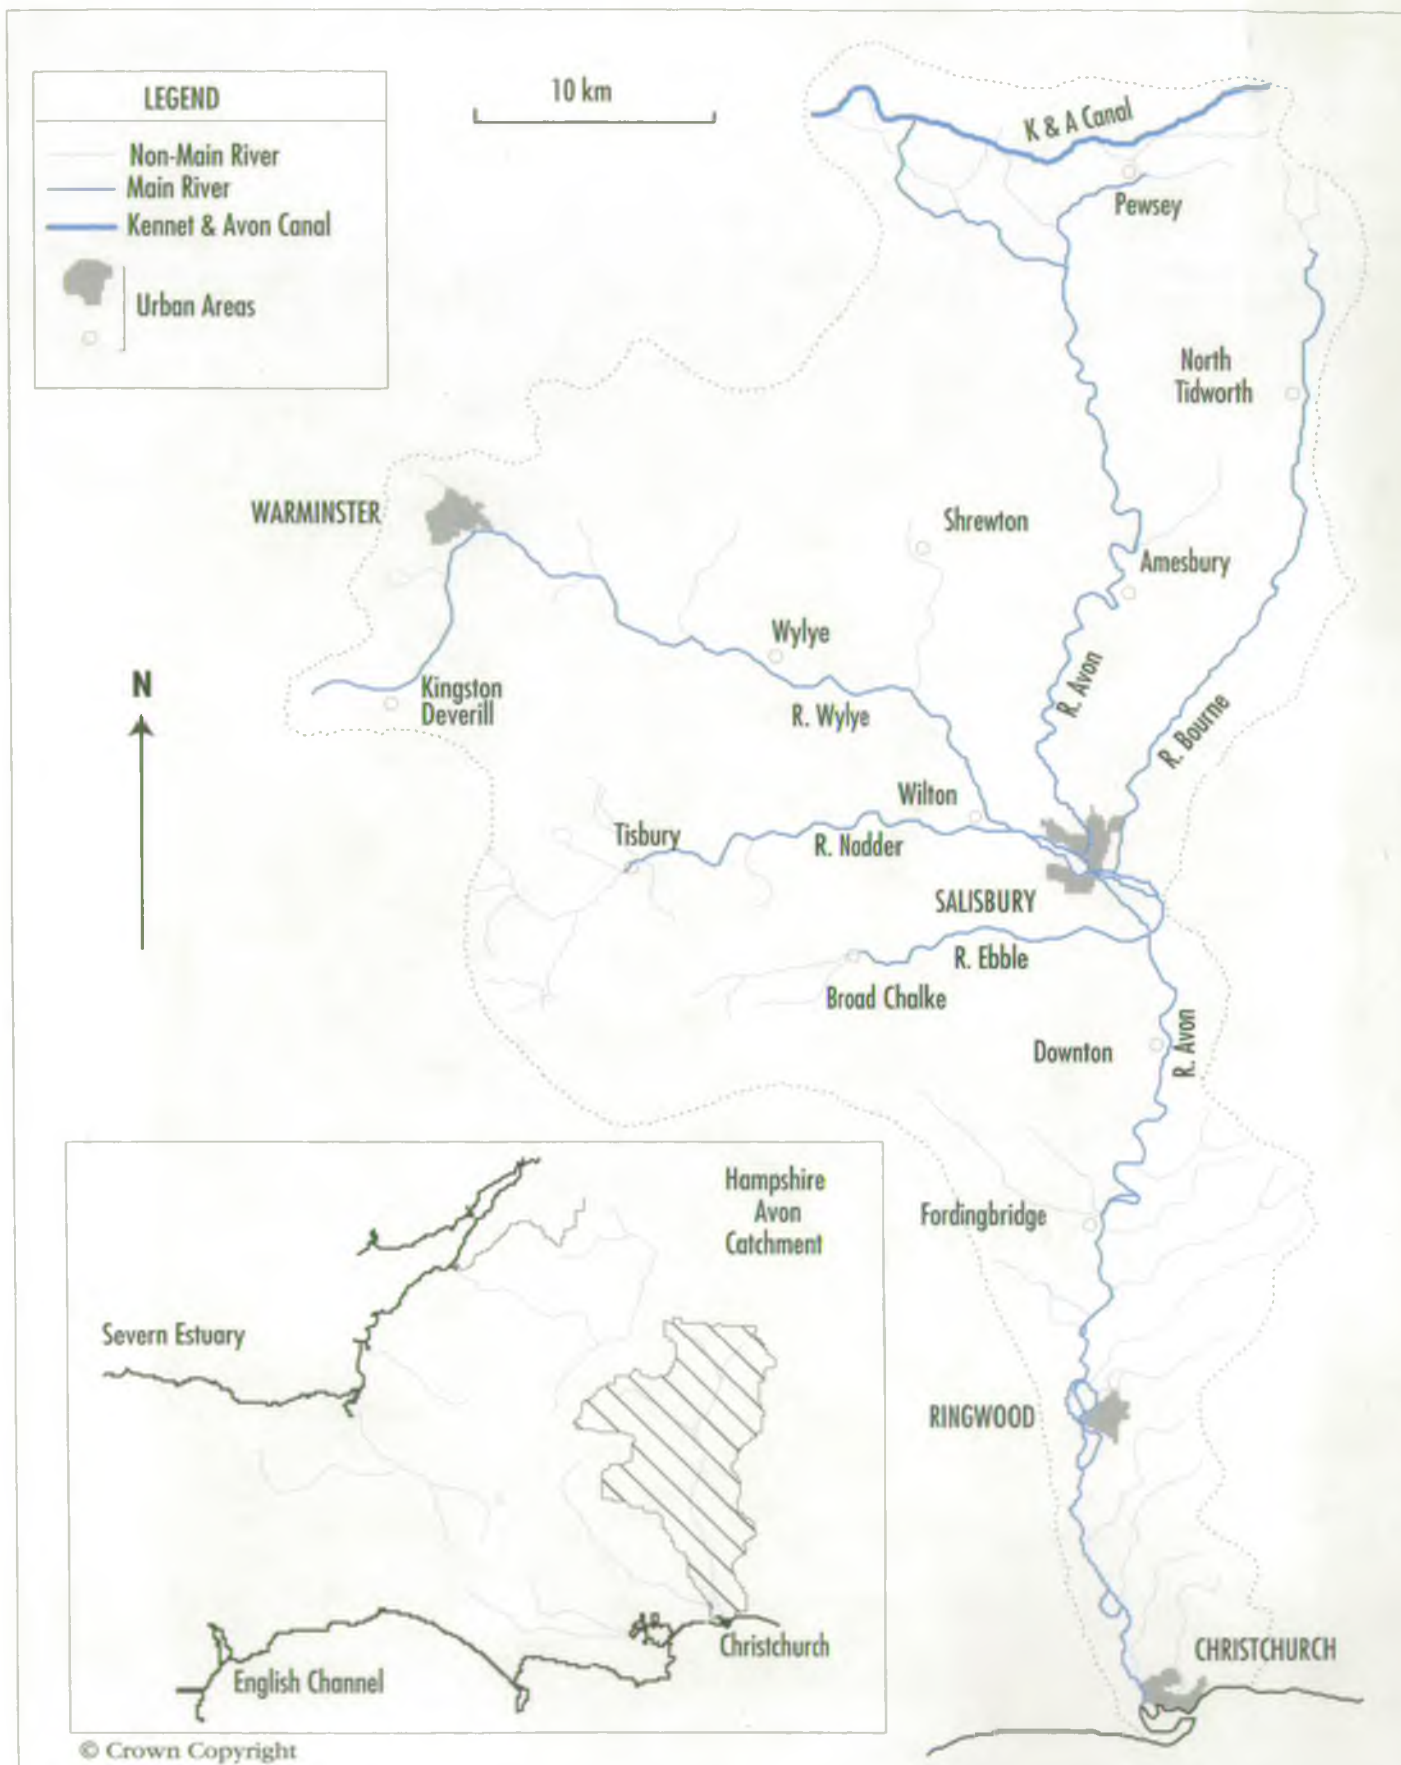 LEGEND
Non-Main River
Main River
Kennet & Avon Canal
Urban Areas
10 km
K & A Canal
Pewsey
North
Tidworth
WARMINSTER
Shrewton
Amesbury
Wylye
N
Kingston
Deverill
R. Wylye
R. Avon
R. Bourne
Wilton
Tisbury
R. Nadder
SALISBURY
R. Ebble
Broad Chalke
Downton
R. Avon
Hampshire
Avon
Catchment
Fordingbridge
Severn Estuary
RINGWOOD
Christchurch
CHRISTCHURCH
English Channel
© Crown Copyright